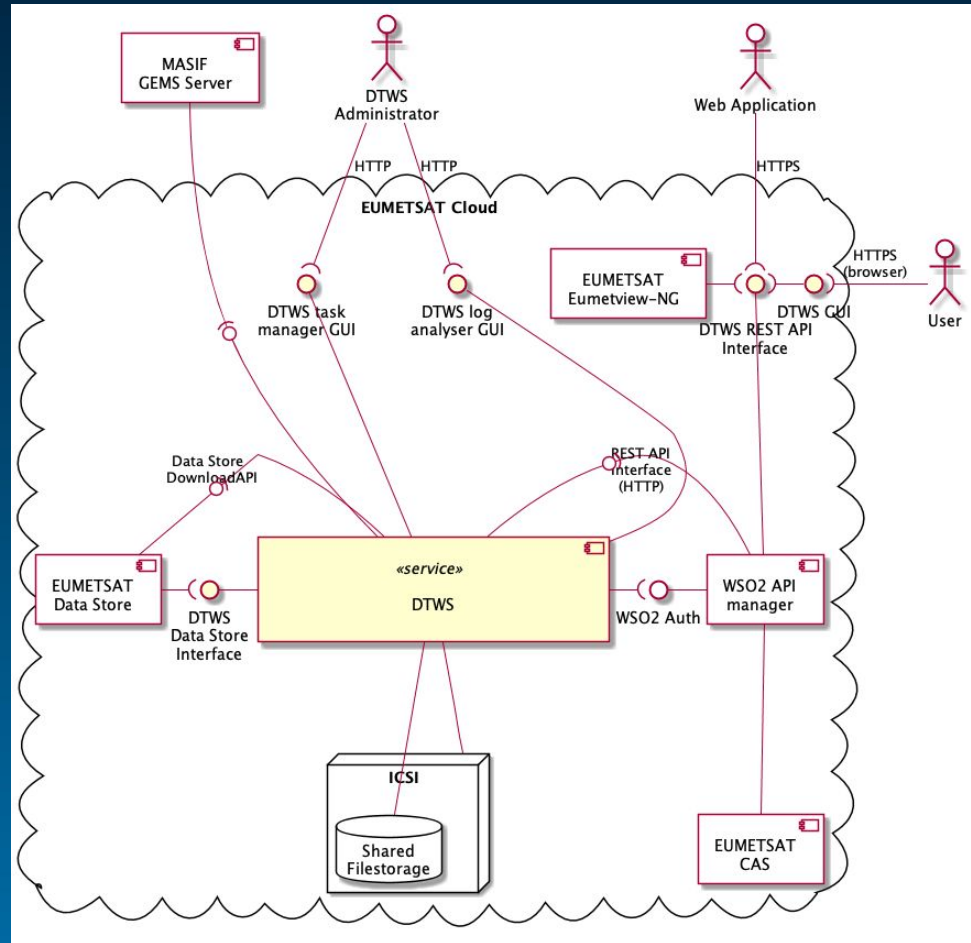 MASIF
GEMS Server
DTWS
Administrator
Web Application
HTTP
HTTP
HTTPS
EUMETSAT Cloud
HTTPS
(browser)
EUMETSAT
Eumetview-NG
User
DTWS task
manager GUI
DTWS log
analyser GUI
DTWS GUI
DTWS REST API
Interface
Data Store
DownloadAPI
REST API
Interface
(HTTP)
EUMETSAT
Data Store
DTWS
Data Store
Interface
«service»
DTWS
WSO2 Auth
WSO2 API
manager
ICSI
Shared
Filestorage
EUMETSAT
CAS